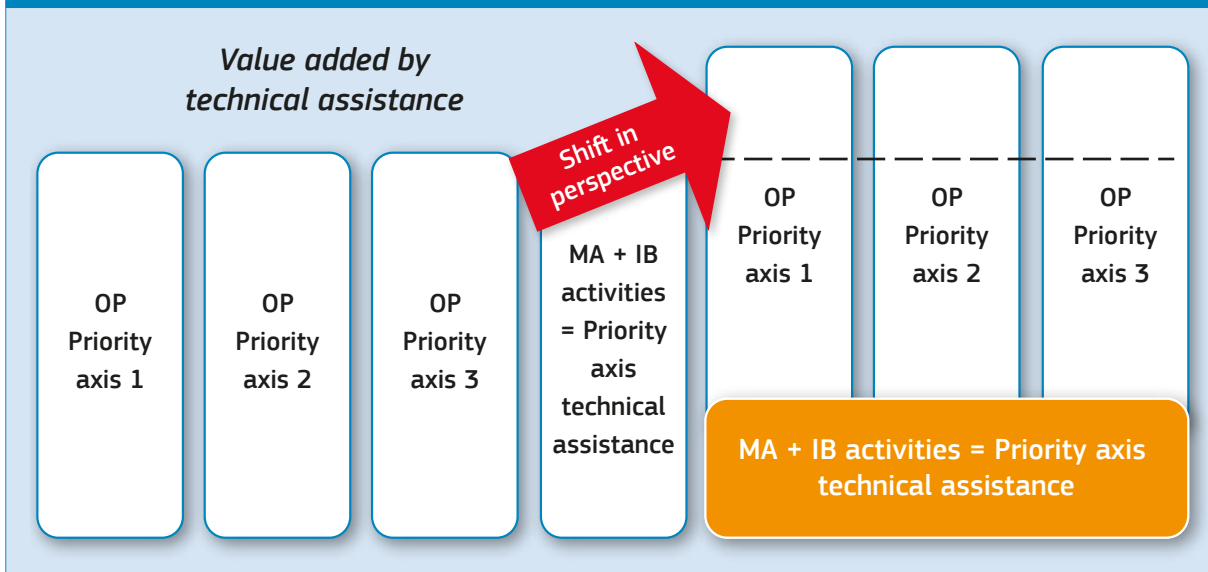 Value added by
technical assistance
OP
Priority
axis 1
OP
Priority
axis 2
OP
Priority
axis 3
Shift in
perspective
MA + IB
activities
= Priority
axis
technical
assistance
OP
Priority
axis 1
OP
Priority
axis 2
OP
Priority
axis 3
MA + IB activities = Priority axis
technical assistance